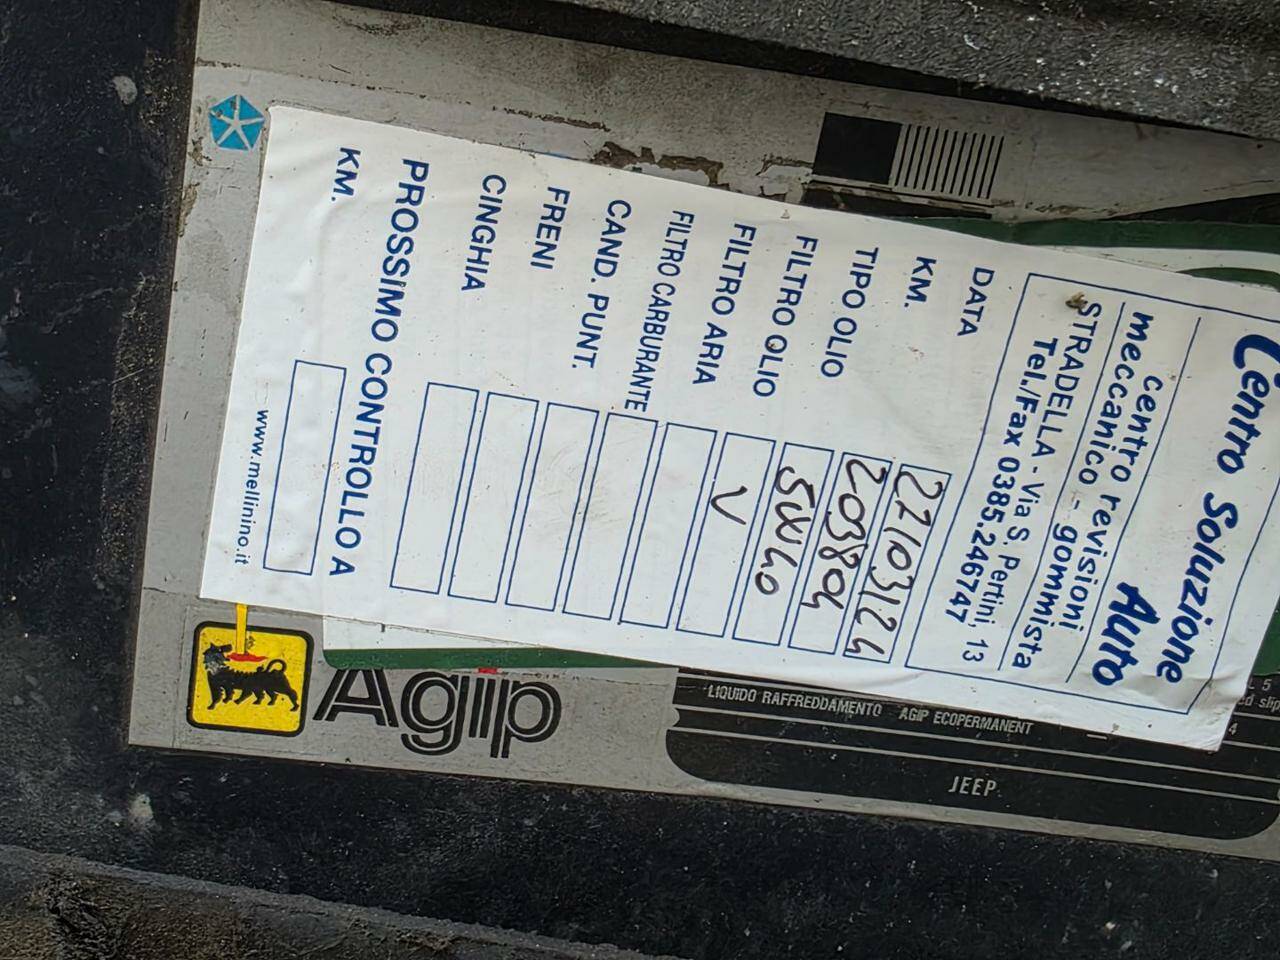 Centro Soluzione
Auto
centro revisioni
meccanico - gommista
STRADELLA - Via S. Pertini, 13
Tel./Fax 0385.246747
DATA 22/03/24
KM. 203804
TIPO OLIO 5W40
FILTRO OLIO V
FILTRO ARIA
FILTRO CARBURANTE
CAND. PUNT.
FRENI
CINGHIA
PROSSIMO CONTROLLO A
KM.
www.mellinino.it
Agip
LIQUIDO RAFFREDDAMENTO AGIP ECOPERMANENT
JEEP